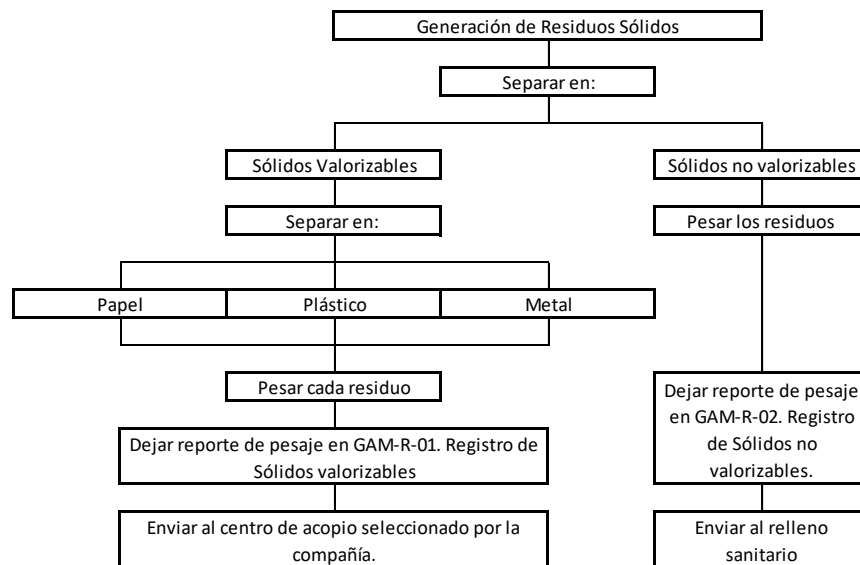 Generación de Residuos Sólidos
Separar en:
Sólidos Valorizables
Sólidos no valorizables
Separar en:
Pesar los residuos
Papel
Plástico
Metal
Pesar cada residuo
Dejar reporte de pesaje
en GAM-R-02. Registro
de Sólidos no
valorizables.
Dejar reporte de pesaje en GAM-R-01. Registro de
Sólidos valorizables
Enviar al centro de acopio seleccionado por la
compañía.
Enviar al relleno
sanitario